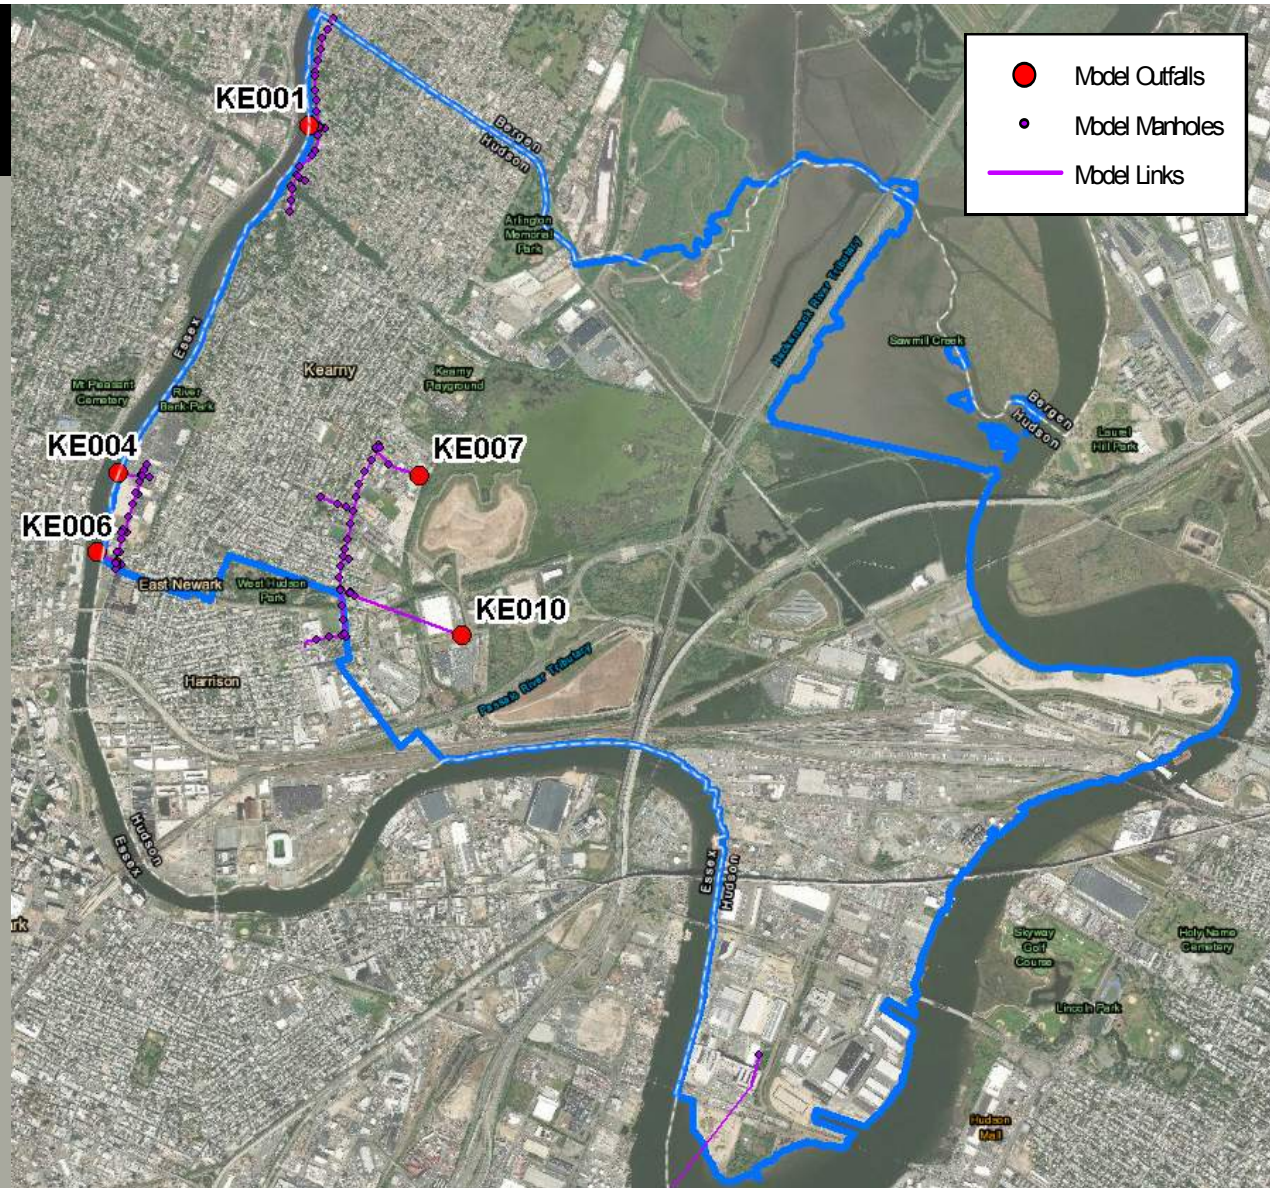 Model Outfalls
Model Manholes
Model Links
KE001
Bergen
Hudson
Arlington
Memorial
Park
Hackensack River Tributary
Essex
Sawmill Creek
Kearny
Kearny
Playground
Mt Pleasant
Cemetery
River
Bank Park
Bergen
Hudson
Laurel
Hill Park
KE004
KE007
KE006
East Newark
West Hudson
Park
KE010
Harrison
Passaic River Tributary
Hudson
Essex
Essex
Hudson
rk
Skyway
Golf
Course
Holy Name
Cemetery
Lincoln Park
Hudson
Mall